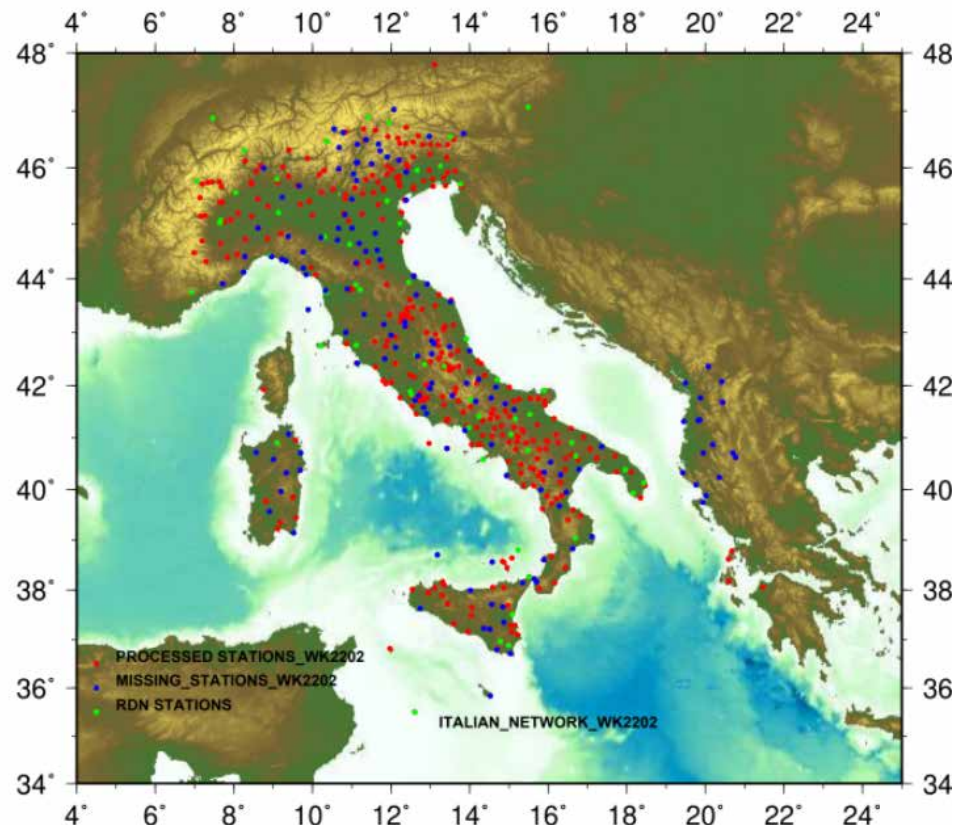 4° 6° 8° 10° 12° 14° 16° 18° 20° 22° 24°
48° 48°
46° 46°
44° 44°
42° 42°
40° 40°
38° 38°
PROCESSED STATIONS_WK2202
36° 36°
MISSING_STATIONS_WK2202
RDN STATIONS
ITALIAN_NETWORK_WK2202
34° 34°
4° 6° 8° 10° 12° 14° 16° 18° 20° 22° 24°